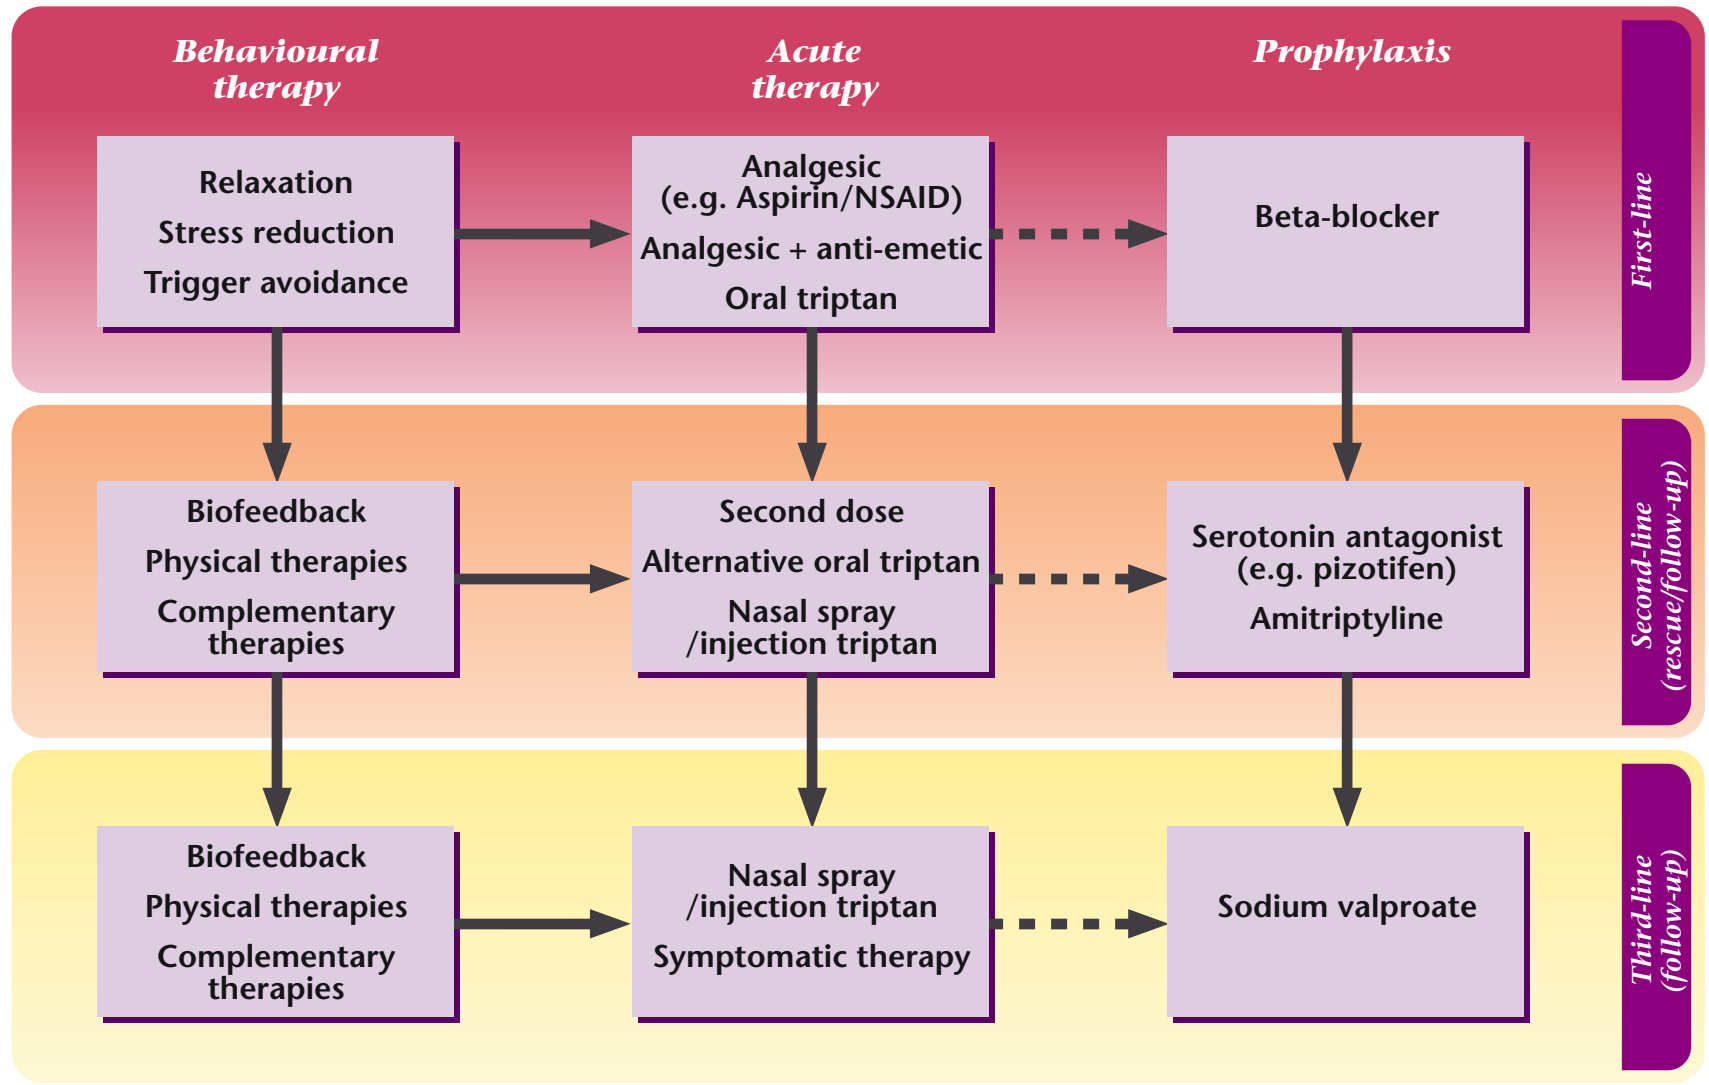 Behavioural
therapy
Acute
therapy
Prophylaxis
Relaxation
Stress reduction
Trigger avoidance
Analgesic
(e.g. Aspirin/NSAID)
Analgesic + anti-emetic
Oral triptan
Beta-blocker
First-line
Biofeedback
Physical therapies
Complementary
therapies
Second dose
Alternative oral triptan
Nasal spray
/injection triptan
Serotonin antagonist
(e.g. pizotifen)
Amitriptyline
Second-line
(rescue/follow-up)
Biofeedback
Physical therapies
Complementary
therapies
Nasal spray
/injection triptan
Symptomatic therapy
Sodium valproate
Third-line
(follow-up)